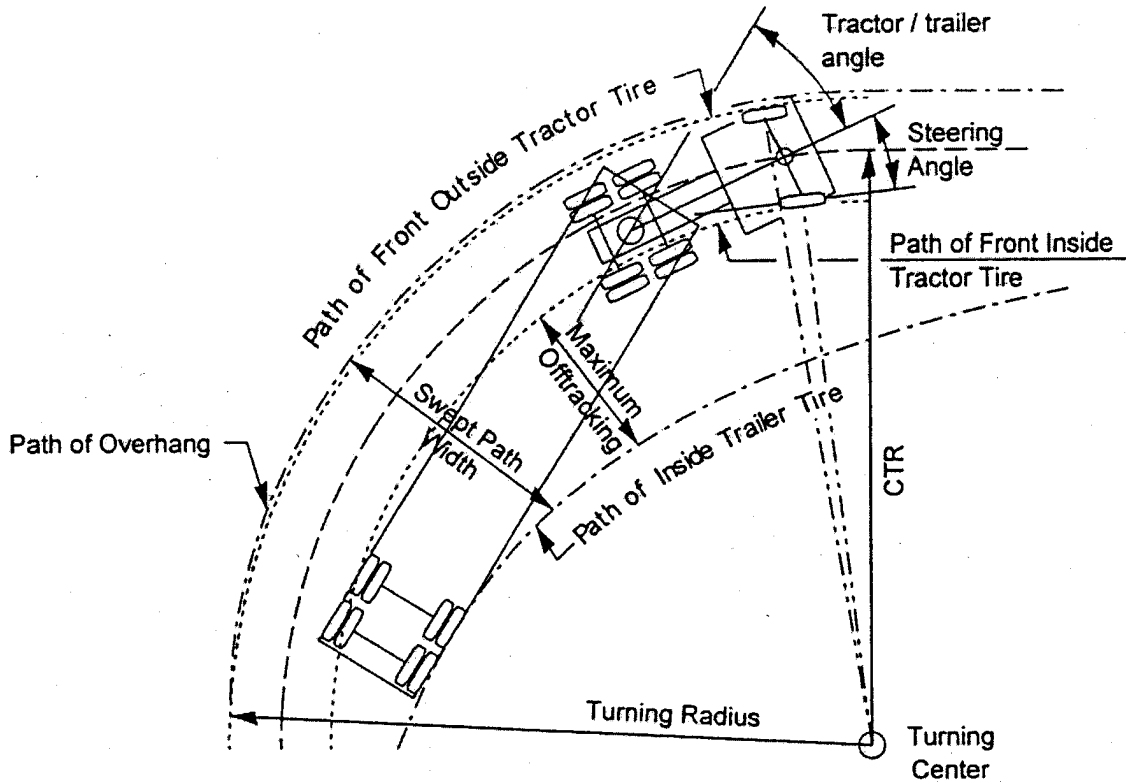 Tractor / trailer
angle
Path of Front Outside Tractor Tire
Steering
Angle
Path of Front Inside
Tractor Tire
Maximum
Offtracking
Swept Path
Width
Path of Overhang
Path of Inside Trailer Tire
CTR
Turning Radius
Turning
Center